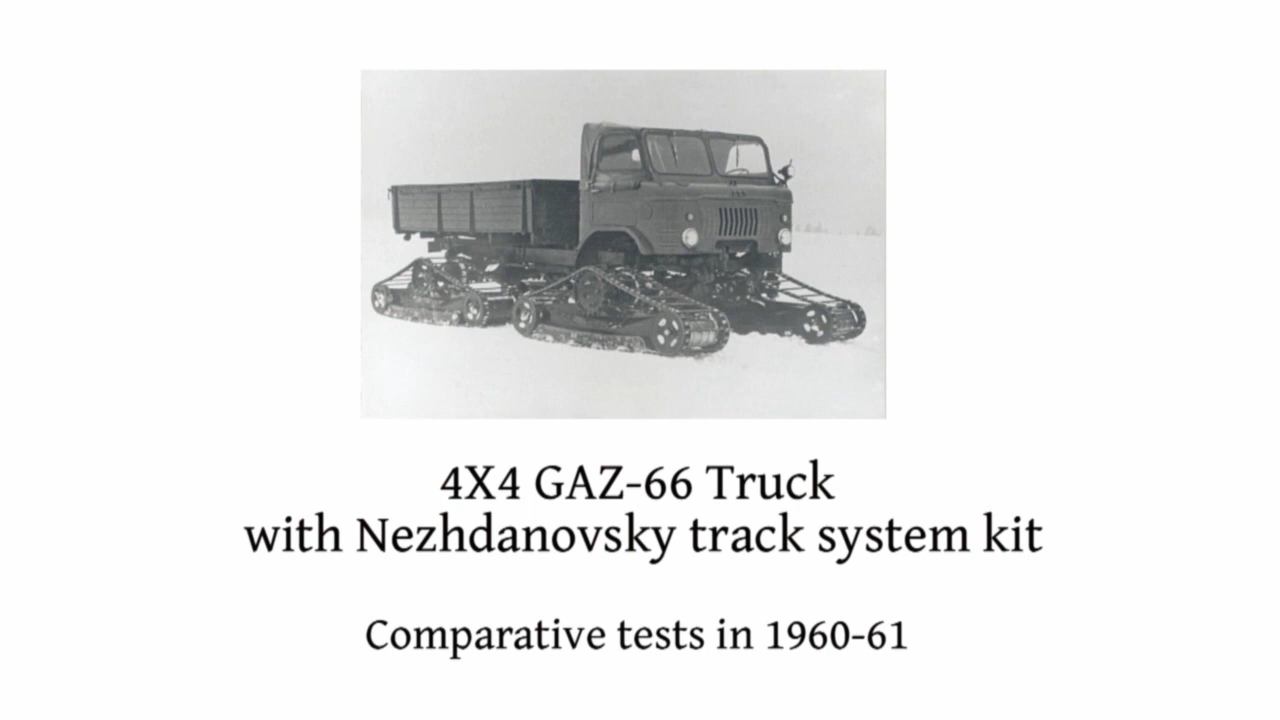 4X4 GAZ-66 Truck
with Nezhdanovsky track system kit
Comparative tests in 1960-61